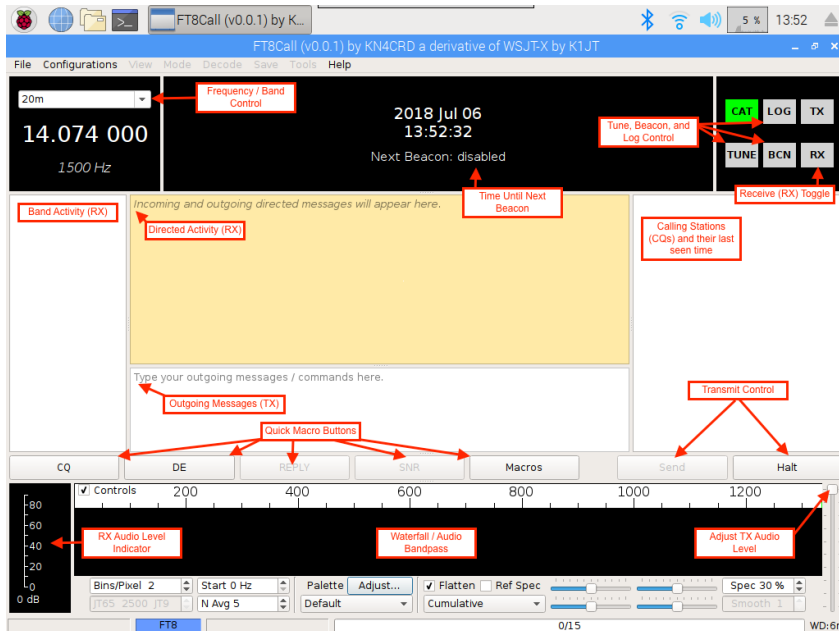 FT8Call (v0.0.1) by K...
5 %
13:52
FT8Call (v0.0.1) by KN4CRD a derivative of WSJT-X by K1JT
File Configurations View Mode Decode Save Tools Help
20m
Frequency / Band
Control
14.074 000
1500 Hz
2018 Jul 06
13:52:32
Next Beacon: disabled
Time Until Next
Beacon
Tune, Beacon, and
Log Control
CAT LOG TX
TUNE BCN RX
Receive (RX) Toggle
Band Activity (RX)
Incoming and outgoing directed messages will appear here.
Directed Activity (RX)
Calling Stations
(CQs) and their last
seen time
Type your outgoing messages / commands here.
Outgoing Messages (TX)
Transmit Control
Quick Macro Buttons
CQ DE REPLY SNR Macros Send Halt
Controls 200 400 600 800 1000 1200
80
60
40
20
0
0 dB
RX Audio Level
Indicator
Waterfall / Audio
Bandpass
Adjust TX Audio
Level
Bins/Pixel 2 Start 0 Hz Palette Adjust... Flatten Ref Spec Spec 30 %
JT65 2500 JT9 N Avg 5 Default Cumulative Smooth 1
FT8 0/15 WD:6